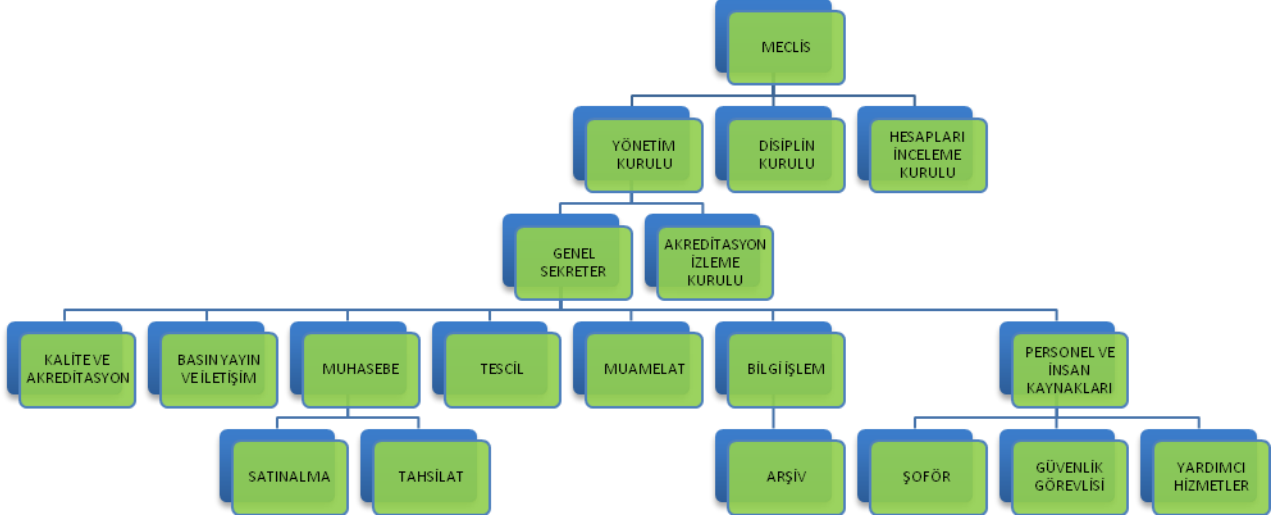 MECLİS
YÖNETİM
KURULU
DİSİPLİN
KURULU
HESAPLARI
İNCELEME
KURULU
GENEL
SEKRETER
AKREDİTASYON
İZLEME
KURULU
KALİTE VE
AKREDİTASYON
BASIN YAYIN
VE İLETİŞİM
MUHASEBE
TESCİL
MUAMELAT
BİLGİ İŞLEM
PERSONEL VE
İNSAN
KAYNAKLARI
SATINALMA
TAHSİLAT
ARŞİV
ŞOFÖR
GÜVENLİK
GÖREVLİSİ
YARDIMCI
HİZMETLER